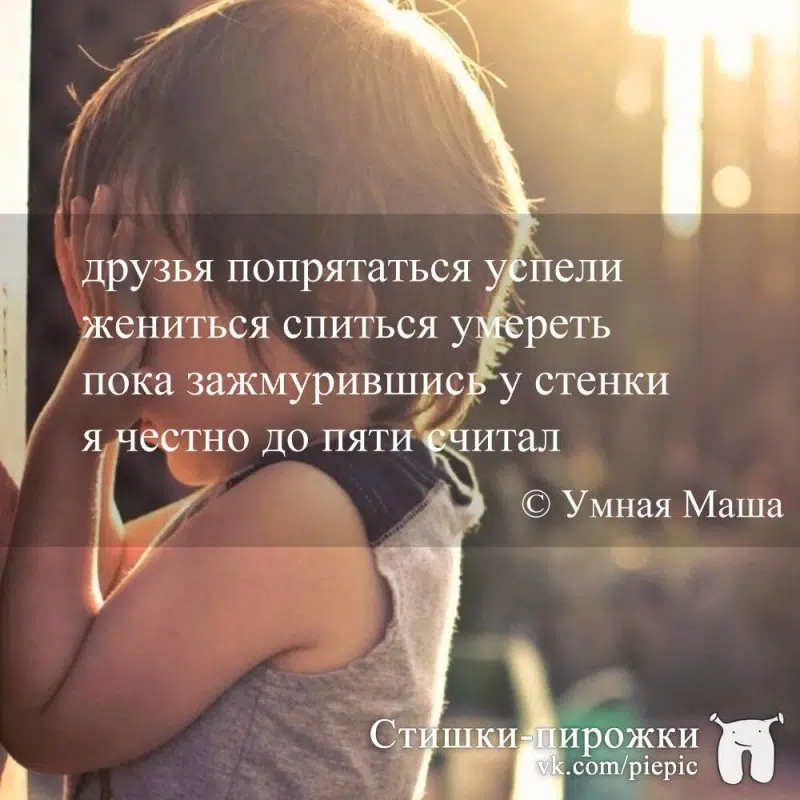 друзья попрятаться успели
жениться спиться умереть
пока зажмурившись у стенки
я честно до пяти считал
© Умная Маша
Стишки-пирожки
vk.com/piepic